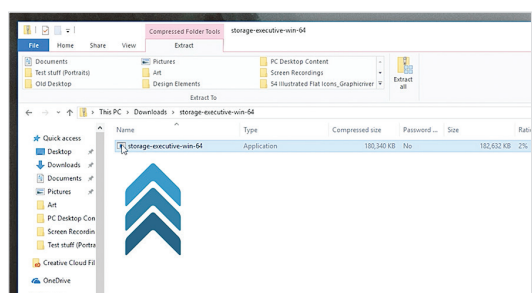 Compressed Folder Tools storage-executive-win-64
File Home Share View Extract
Documents Pictures PC Desktop Content
Test stuff (Portraits) Art Screen Recordings
Old Desktop Design Elements 54 Illustrated Flat Icons_Graphicriver
Extract all
Extract To
This PC > Downloads > storage-executive-win-64
Name Type Compressed size Password ... Size Ratio
storage-executive-win-64 Application 180,340 KB No 182,632 KB 2%
Quick access
Desktop
Downloads
Documents
Pictures
Art
PC Desktop Con
Screen Recordin
Test stuff (Portra
Creative Cloud Fil
OneDrive